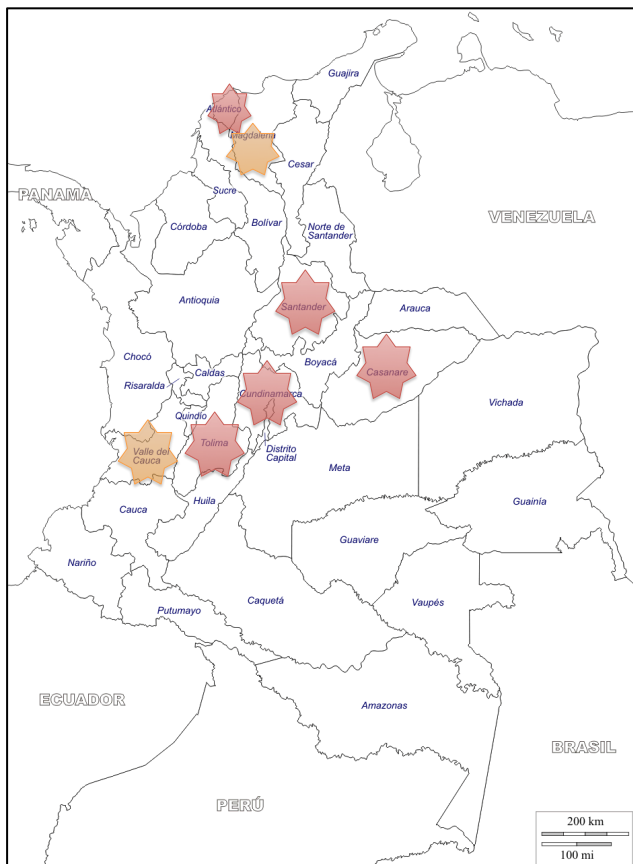 Guajira
Atlántico
Magdalena
Cesar
PANAMA
Sucre
VENEZUELA
Córdoba
Bolívar
Norte de
Santander
Antioquia
Santander
Arauca
Chocó
Boyacá
Casanare
Caldas
Risaralda
Cundinamarca
Vichada
Quindío
Tolima
Valle del
Cauca
Distrito
Capital
Meta
Cauca
Huila
Guainía
Guaviare
Nariño
Caquetá
Vaupés
Putumayo
ECUADOR
Amazonas
BRASIL
PERÚ
200 km
100 mi